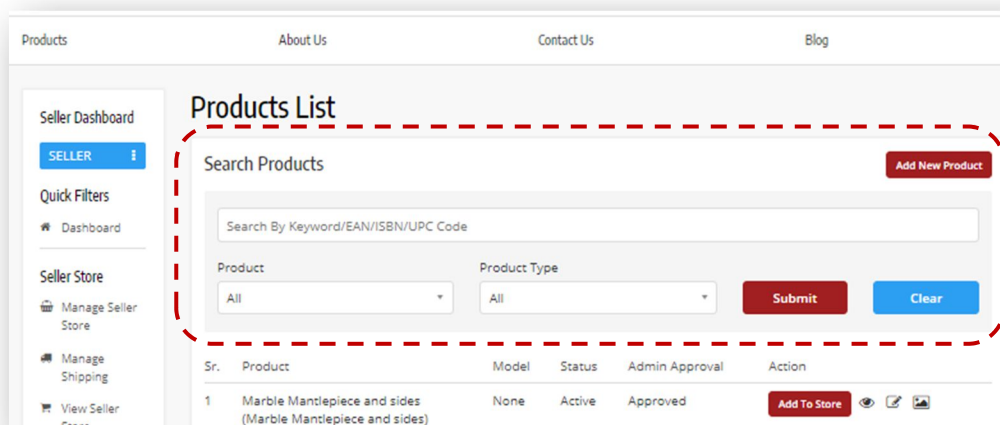 Products About Us Contact Us Blog
Seller Dashboard
SELLER
Quick Filters
Dashboard
Seller Store
Manage Seller
Store
Manage
Shipping
View Seller
Store
Products List
Search Products
Add New Product
Search By Keyword/EAN/ISBN/UPC Code
Product Product Type
All All Submit Clear
Sr. Product Model Status Admin Approval Action
1 Marble Mantlepiece and sides None Active Approved Add To Store
(Marble Mantlepiece and sides)